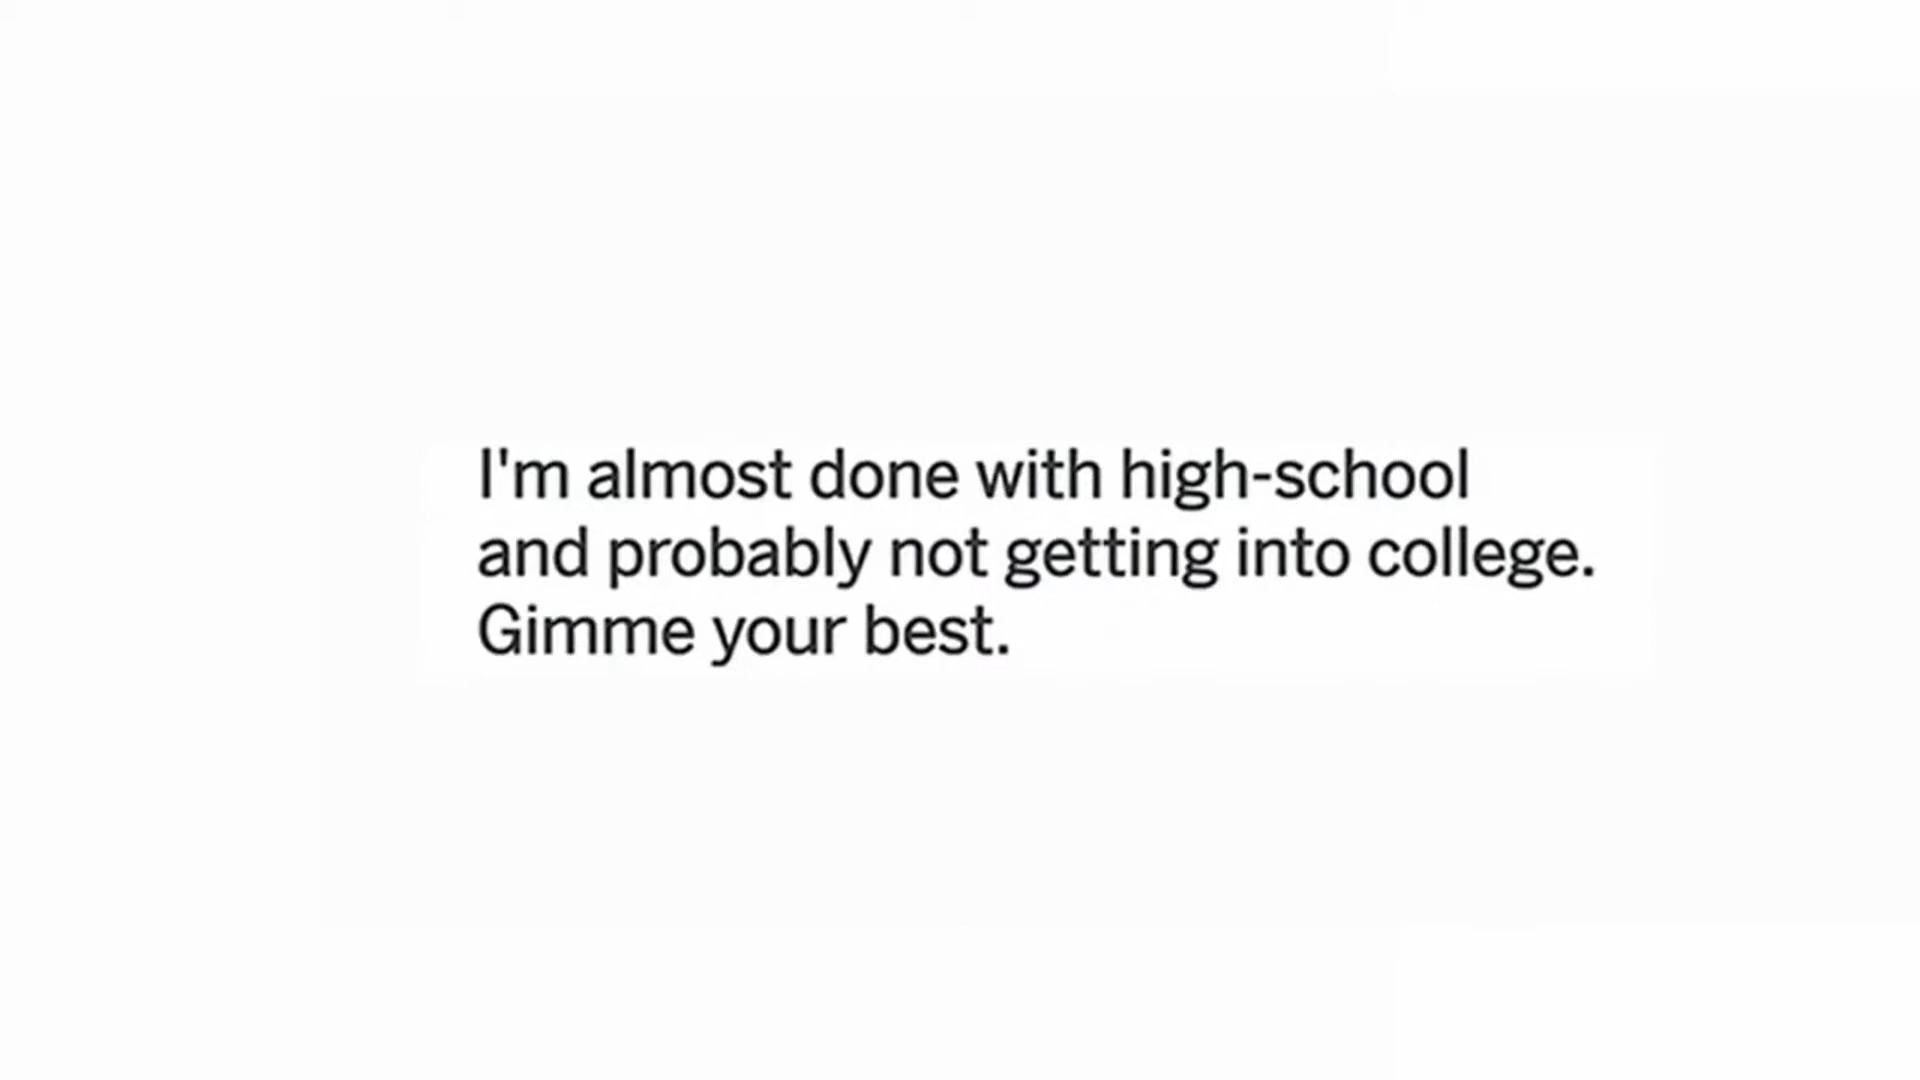 I'm almost done with high-school
and probably not getting into college.
Gimme your best.